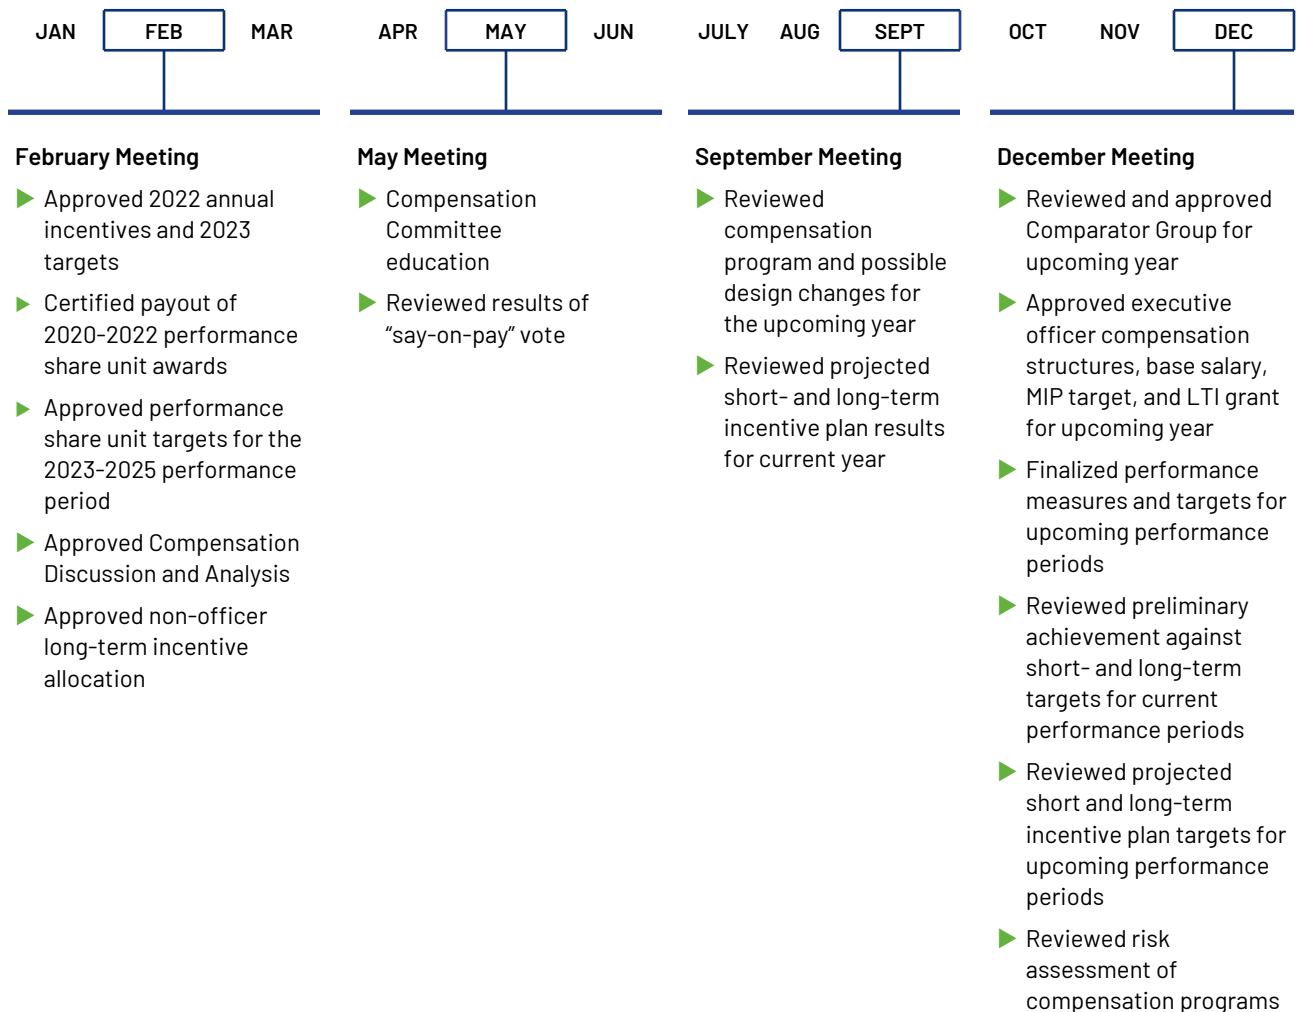 JAN FEB MAR APR MAY JUN JULY AUG SEPT OCT NOV DEC
February Meeting
Approved 2022 annual
incentives and 2023
targets
Certified payout of
2020-2022 performance
share unit awards
Approved performance
share unit targets for the
2023-2025 performance
period
Approved Compensation
Discussion and Analysis
Approved non-officer
long-term incentive
allocation
May Meeting
Compensation
Committee
education
Reviewed results of
“say-on-pay” vote
September Meeting
Reviewed
compensation
program and possible
design changes for
the upcoming year
Reviewed projected
short- and long-term
incentive plan results
for current year
December Meeting
Reviewed and approved
Comparator Group for
upcoming year
Approved executive
officer compensation
structures, base salary,
MIP target, and LTI grant
for upcoming year
Finalized performance
measures and targets for
upcoming performance
periods
Reviewed preliminary
achievement against
short- and long-term
targets for current
performance periods
Reviewed projected
short and long-term
incentive plan targets for
upcoming performance
periods
Reviewed risk
assessment of
compensation programs